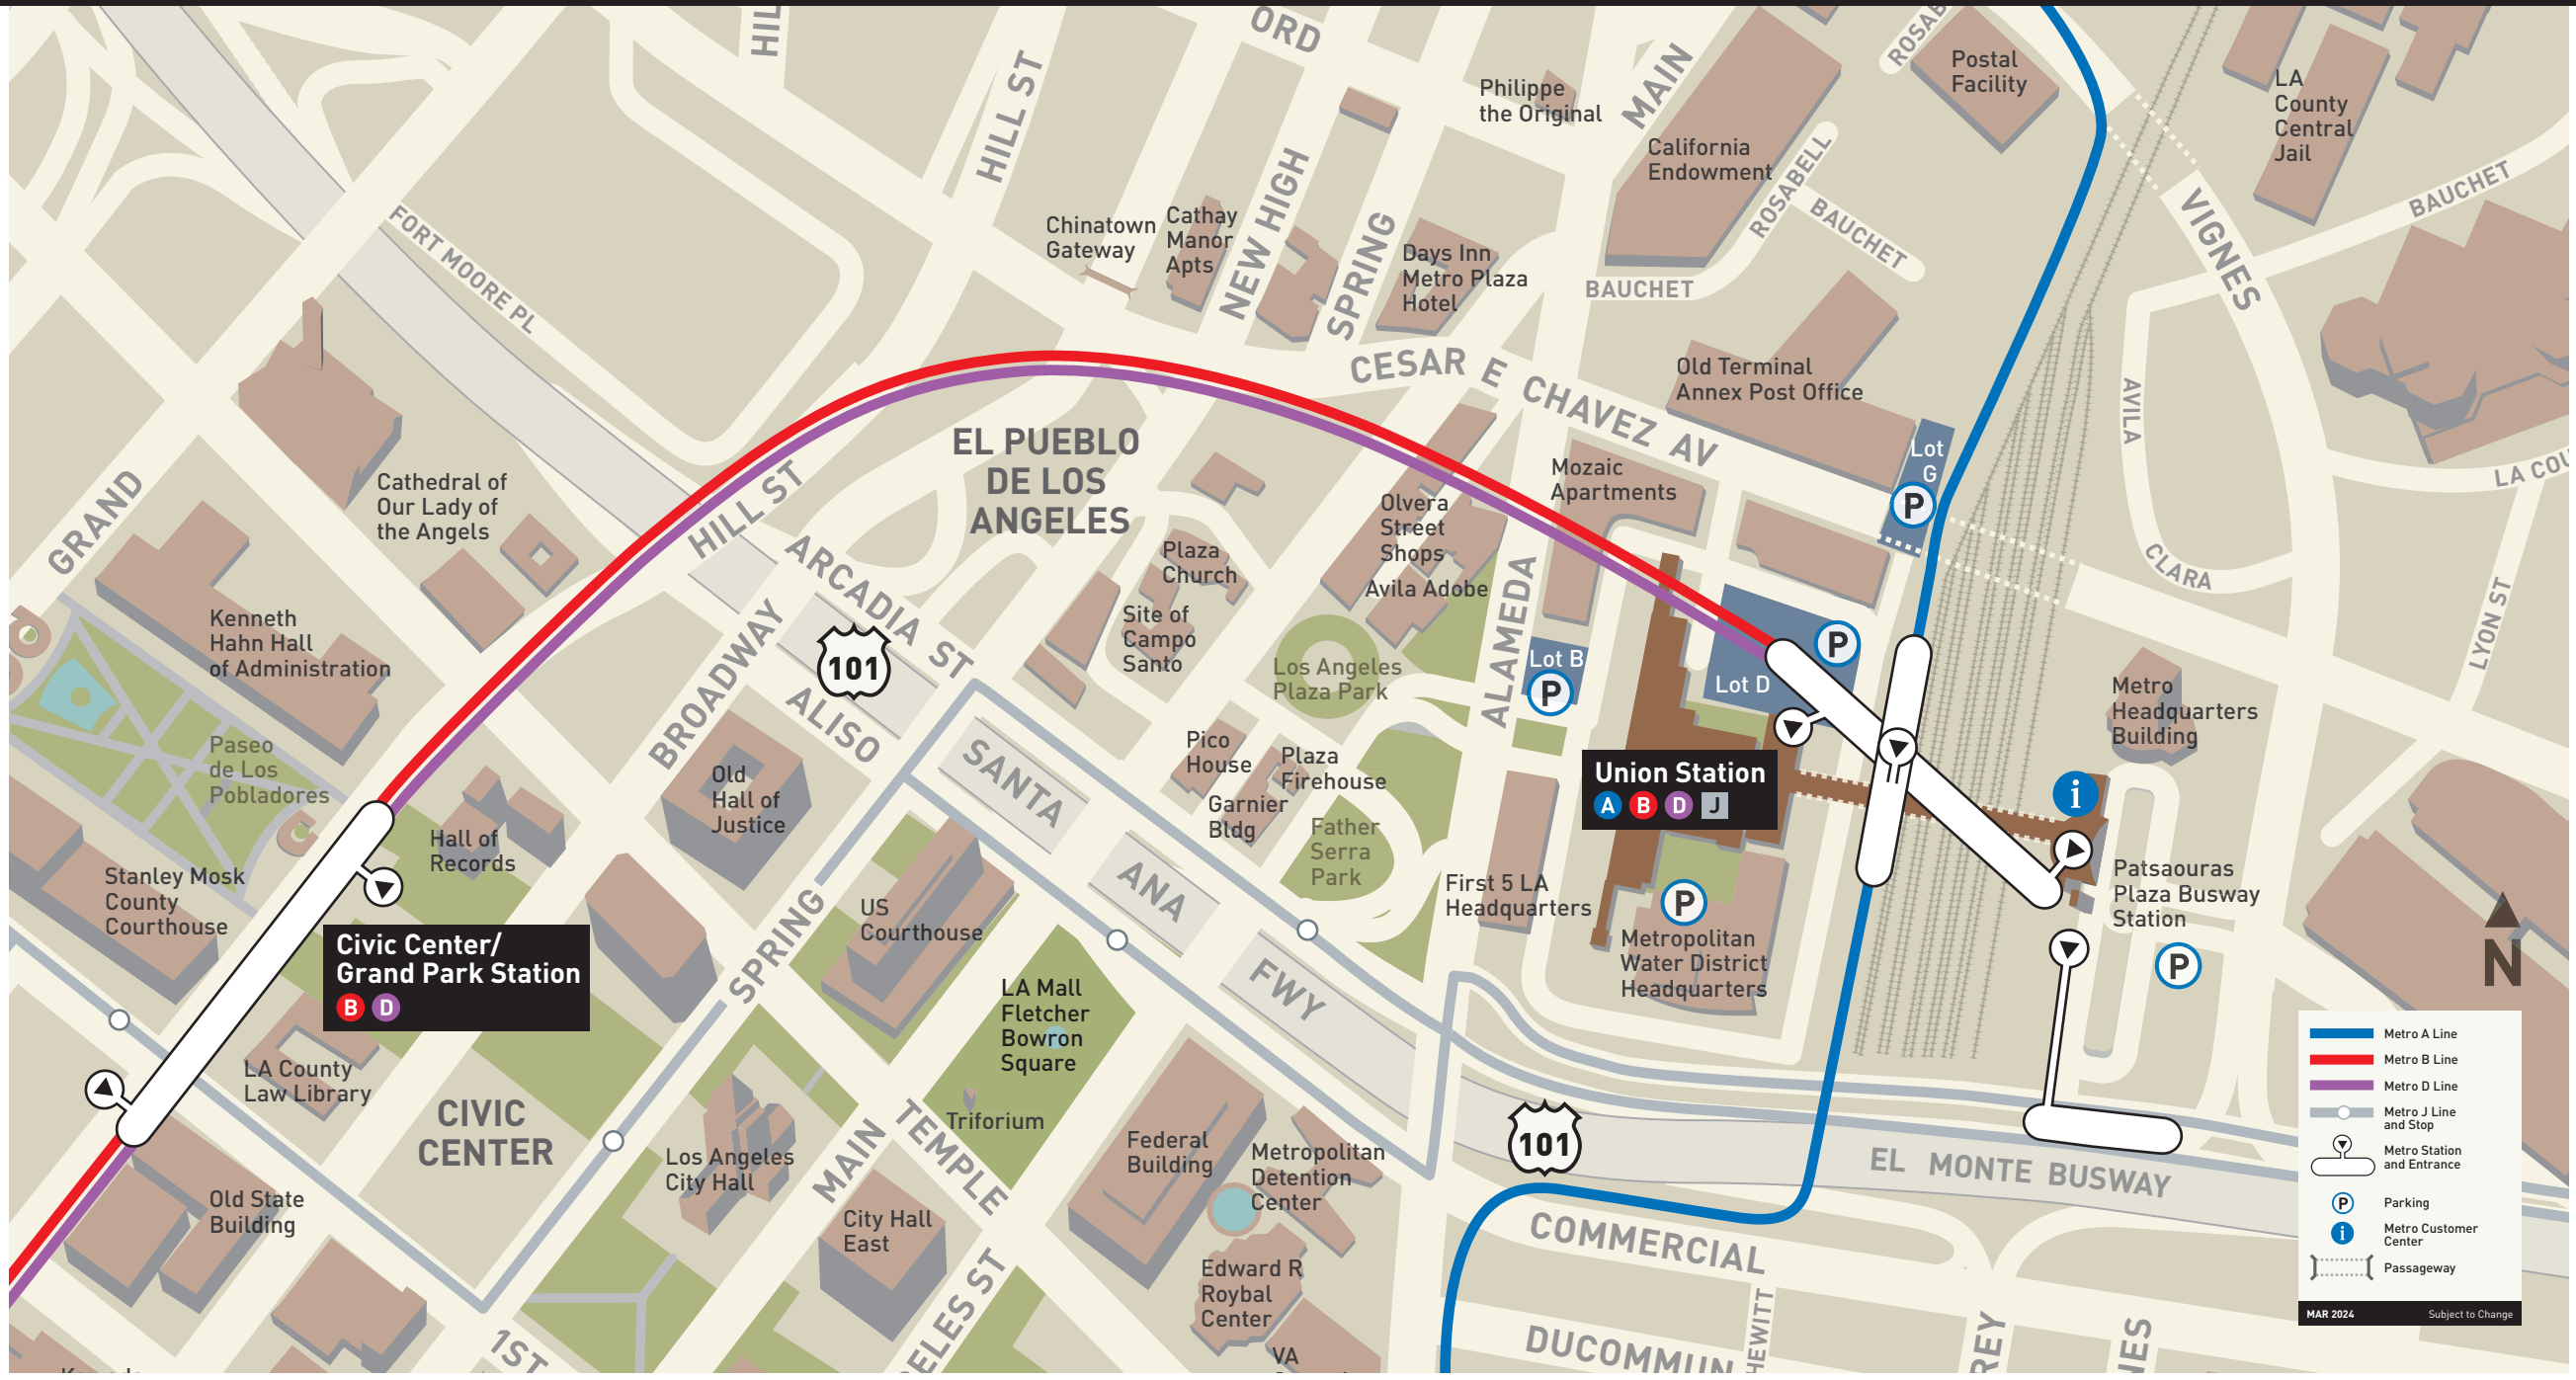 HIL
ORD
HILL ST
Philippe
the Original
MAIN
ROSAB
Postal
Facility
LA
County
Central
Jail
California
Endowment
ROSABELL
BAUCHET
BAUCHET
BAUCHET
VIGNES
FORT MOORE PL
Chinatown
Gateway
Cathay
Manor
Apts
NEW HIGH
SPRING
Days Inn
Metro Plaza
Hotel
CESAR E CHAVEZ AV
Old Terminal
Annex Post Office
AVILA
Lot
G
P
LA COU
CLARA
LYON ST
GRAND
Cathedral of
Our Lady of
the Angels
HILL ST
EL PUEBLO
DE LOS
ANGELES
ARCADIA ST
Plaza
Church
Site of
Campo
Santo
Olvera
Street
Shops
Avila Adobe
Mozaic
Apartments
ALAMEDA
Kenneth
Hahn Hall
of Administration
BROADWAY
101
ALISO
Los Angeles
Plaza Park
Lot B
P
Lot D
P
Metro
Headquarters
Building
Paseo
de Los
Pobladores
Old
Hall of
Justice
SANTA
ANA
FWY
Pico
House
Plaza
Firehouse
Garnier
Bldg
Father
Serra
Park
Union Station
A B D J
i
Hall of
Records
Stanley Mosk
County
Courthouse
US
Courthouse
SPRING
First 5 LA
Headquarters
P
Metropolitan
Water District
Headquarters
Patsaouras
Plaza Busway
Station
P
N
Civic Center/
Grand Park Station
B D
LA Mall
Fletcher
Bowron
Square
Triforium
LA County
Law Library
CIVIC
CENTER
Los Angeles
City Hall
MAIN
TEMPLE
Federal
Building
Metropolitan
Detention
Center
101
EL MONTE BUSWAY
Old State
Building
City Hall
East
ELES ST
Edward R
Roybal
Center
VA
COMMERCIAL
HEWITT
DUCOMMUN
REY
NES
1ST
Metro A Line
Metro B Line
Metro D Line
Metro J Line
and Stop
Metro Station
and Entrance
P
Parking
i
Metro Customer
Center
Passageway
MAR 2024 Subject to Change